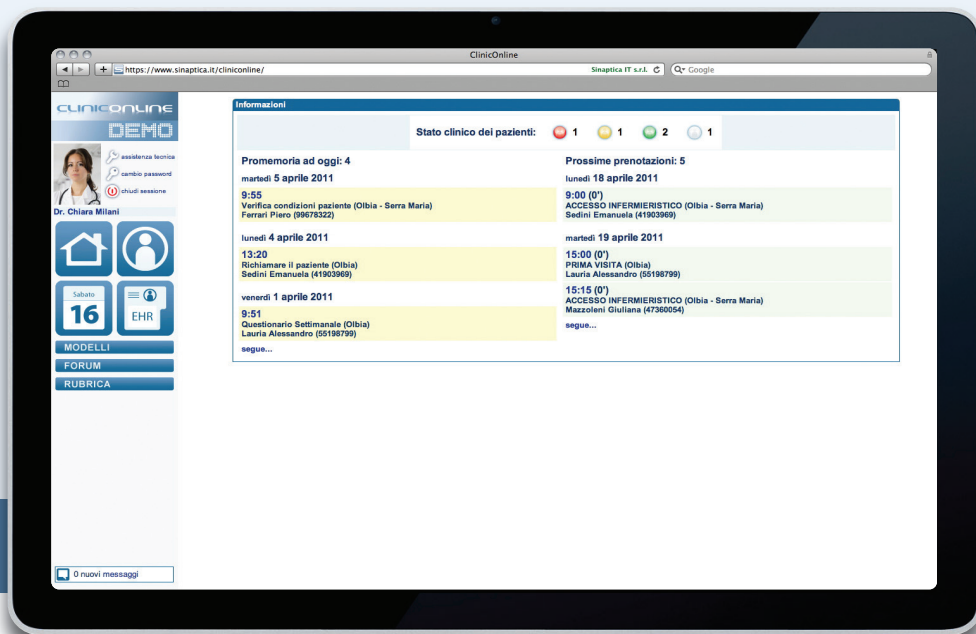 ClinicOnline
https://www.sinaptica.it/cliniconline/
Sinaptica IT s.r.l.
Google
CLINICONLINE
DEMO
assistenza tecnica
cambio password
chiudi sessione
Dr. Chiara Milani
Sabato
16
EHR
MODELLI
FORUM
RUBRICA
0 nuovi messaggi
Informazioni
Stato clinico dei pazienti: 1 1 2 1
Promemoria ad oggi: 4
martedì 5 aprile 2011
9:55
Verifica condizioni paziente (Olbia - Serra Maria)
Ferrari Piero (99678322)
lunedì 4 aprile 2011
13:20
Richiamare il paziente (Olbia)
Sedini Emanuela (41903969)
venerdì 1 aprile 2011
9:51
Questionario Settimanale (Olbia)
Lauria Alessandro (55198799)
segue...
Prossime prenotazioni: 5
lunedì 18 aprile 2011
9:00 (0')
ACCESSO INFERMIERISTICO (Olbia - Serra Maria)
Sedini Emanuela (41903969)
martedì 19 aprile 2011
15:00 (0')
PRIMA VISITA (Olbia)
Lauria Alessandro (55198799)
15:15 (0')
ACCESSO INFERMIERISTICO (Olbia - Serra Maria)
Mazzoleni Giuliana (47360054)
segue...